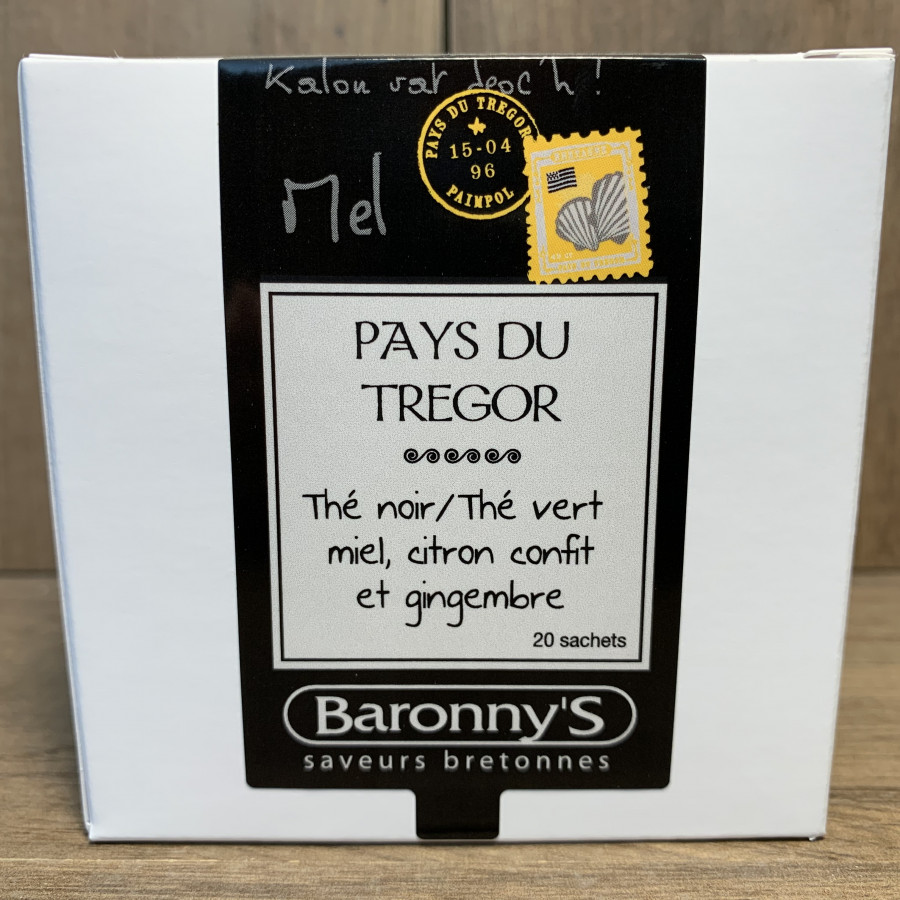 Kalon vat deoc'h !
PAYS DU TREGOR
15-04
96
PAIMPOL
Mel
BRETAGNE
PAYS DU
TREGOR
Thé noir/Thé vert
miel, citron confit
et gingembre
20 sachets
Baronny'S
saveurs bretonnes